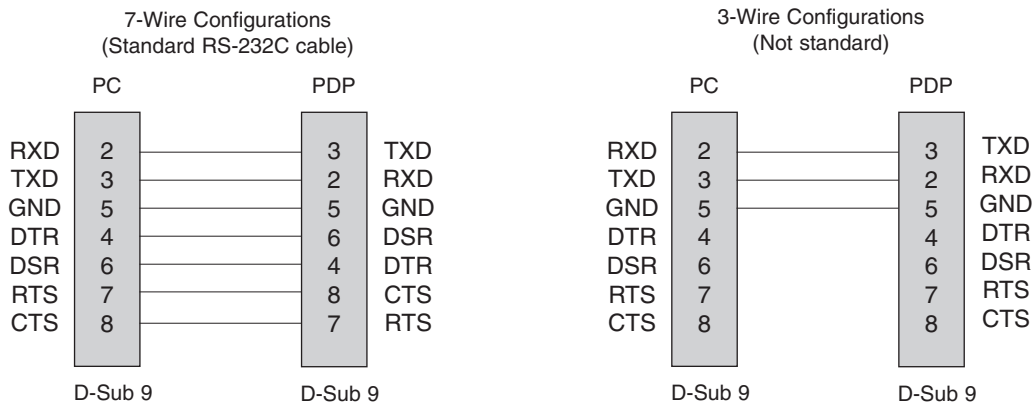 7-Wire Configurations
(Standard RS-232C cable)
PC PDP
RXD 2 3 TXD
TXD 3 2 RXD
GND 5 5 GND
DTR 4 6 DSR
DSR 6 4 DTR
RTS 7 8 CTS
CTS 8 7 RTS
D-Sub 9 D-Sub 9
3-Wire Configurations
(Not standard)
PC PDP
RXD 2 3 TXD
TXD 3 2 RXD
GND 5 5 GND
DTR 4 4 DTR
DSR 6 6 DSR
RTS 7 7 RTS
CTS 8 8 CTS
D-Sub 9 D-Sub 9